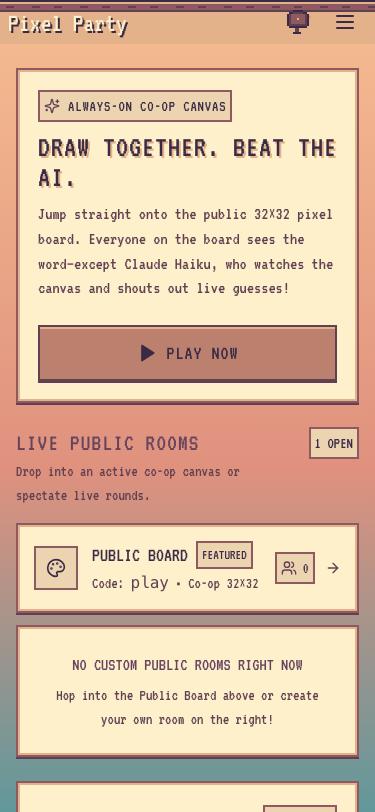 Pixel Party
ALWAYS-ON CO-OP CANVAS
DRAW TOGETHER. BEAT THE
AI.
Jump straight onto the public 32X32 pixel
board. Everyone on the board sees the
word—except Claude Haiku, who watches the
canvas and shouts out live guesses!
PLAY NOW
LIVE PUBLIC ROOMS
1 OPEN
Drop into an active co-op canvas or
spectate live rounds.
PUBLIC BOARD FEATURED
0
Code: play · Co-op 32X32
NO CUSTOM PUBLIC ROOMS RIGHT NOW
Hop into the Public Board above or create
your own room on the right!